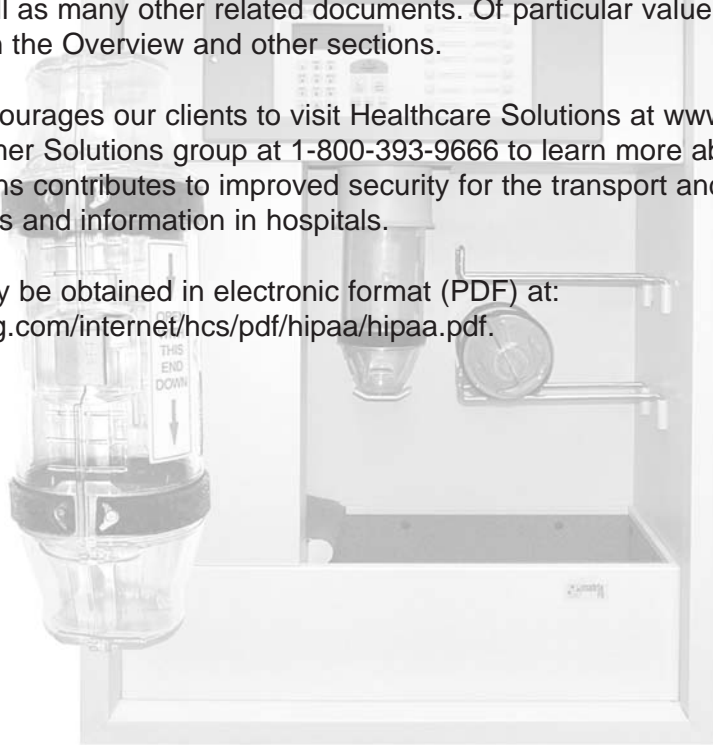 ll as many other related documents. Of particular value
n the Overview and other sections.
ourages our clients to visit Healthcare Solutions at www
ner Solutions group at 1-800-393-9666 to learn more ab
ns contributes to improved security for the transport and
s and information in hospitals.
y be obtained in electronic format (PDF) at:
g.com/internet/hcs/pdf/hipaa/hipaa.pdf.
OPEN
THIS
END
DOWN